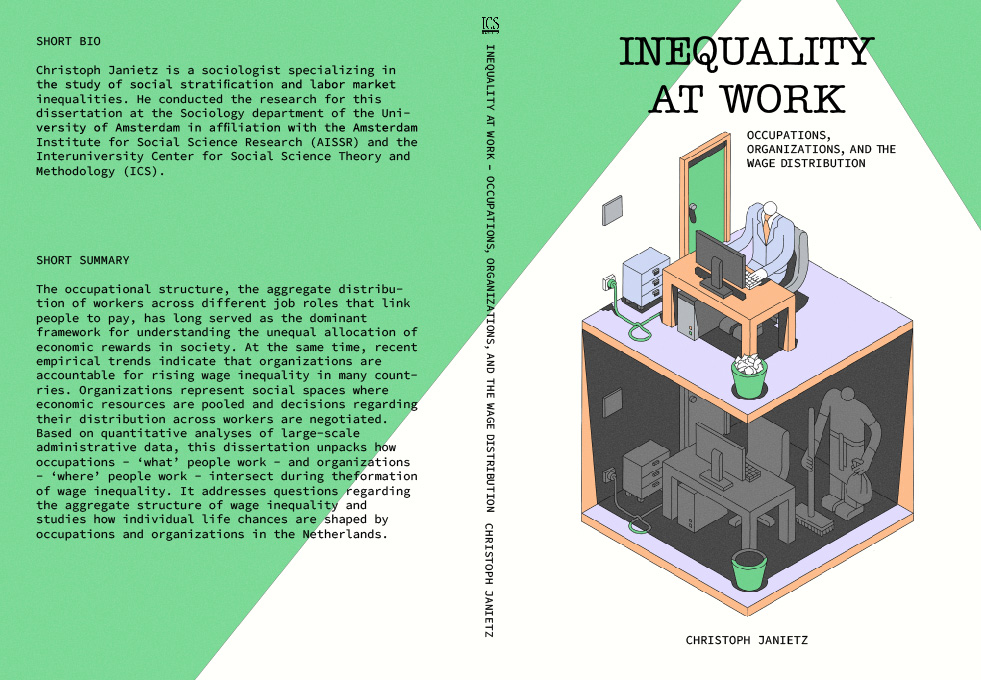 SHORT BIO
Christoph Janietz is a sociologist specializing in
the study of social stratification and labor market
inequalities. He conducted the research for this
dissertation at the Sociology department of the Uni-
versity of Amsterdam in affiliation with the Amsterdam
Institute for Social Science Research (AISSR) and the
Interuniversity Center for Social Science Theory and
Methodology (ICS).
SHORT SUMMARY
The occupational structure, the aggregate distribu-
tion of workers across different job roles that link
people to pay, has long served as the dominant
framework for understanding the unequal allocation of
economic rewards in society. At the same time, recent
empirical trends indicate that organizations are
accountable for rising wage inequality in many count-
ries. Organizations represent social spaces where
economic resources are pooled and decisions regarding
their distribution across workers are negotiated.
Based on quantitative analyses of large-scale
administrative data, this dissertation unpacks how
occupations – ‘what’ people work – and organizations
– ‘where’ people work – intersect during theformation
of wage inequality. It addresses questions regarding
the aggregate structure of wage inequality and
studies how individual life chances are shaped by
occupations and organizations in the Netherlands.
ICS
INEQUALITY AT WORK – OCCUPATIONS, ORGANIZATIONS, AND THE WAGE DISTRIBUTION CHRISTOPH JANIETZ
INEQUALITY
AT WORK
OCCUPATIONS,
ORGANIZATIONS, AND THE
WAGE DISTRIBUTION
CHRISTOPH JANIETZ